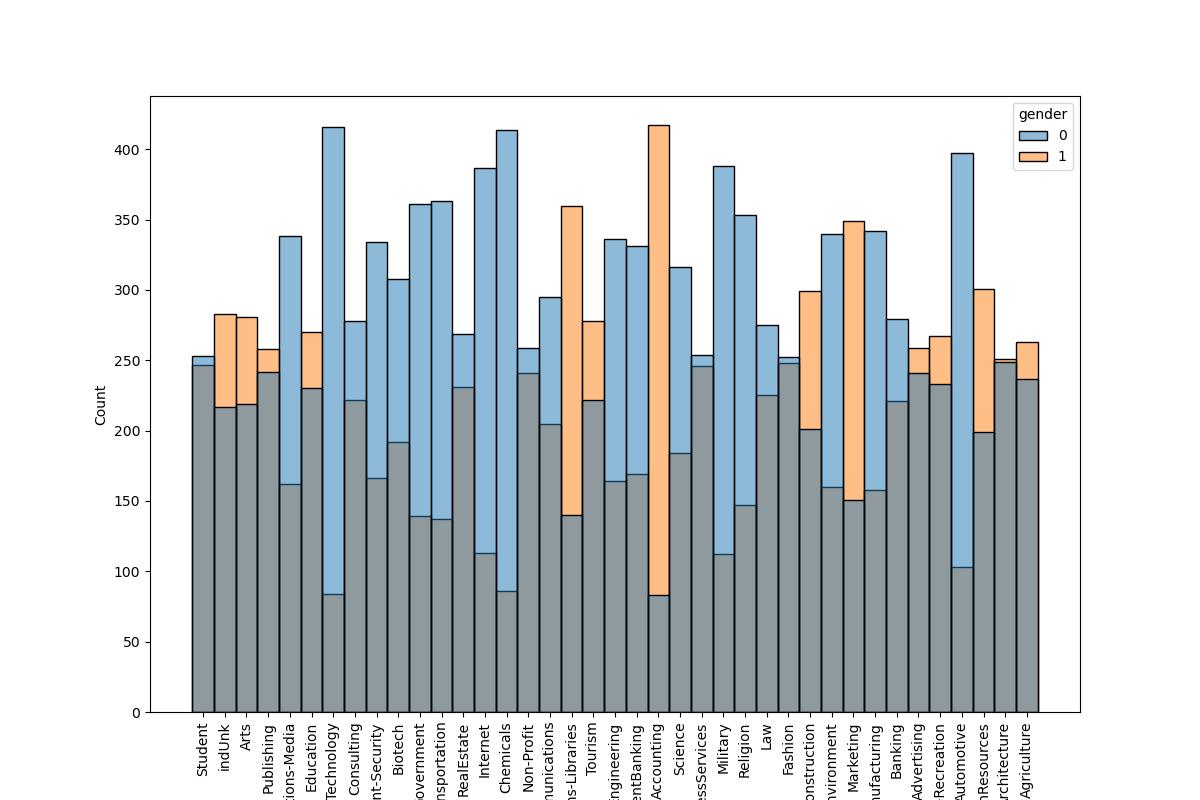 gender
0
1
Count
400
350
300
250
200
150
100
50
0
Student
indUnk
Arts
Publishing
tions-Media
Education
Technology
Consulting
nt-Security
Biotech
overnment
nsportation
RealEstate
Internet
Chemicals
Non-Profit
munications
ns-Libraries
Tourism
ngineering
entBanking
Accounting
Science
essServices
Military
Religion
Law
Fashion
onstruction
nvironment
Marketing
nufacturing
Banking
Advertising
-Recreation
Automotive
nResources
rchitecture
Agriculture